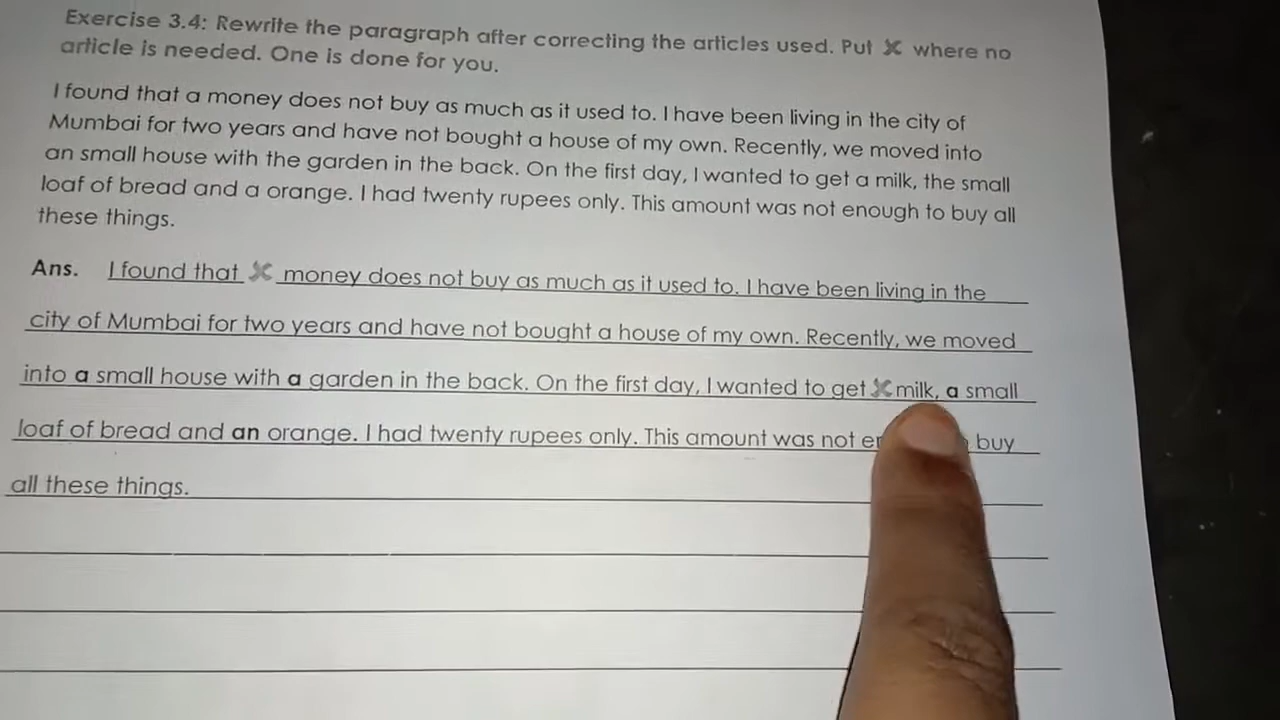 Exercise 3.4: Rewrite the paragraph after correcting the articles used. Put ✕ where no
article is needed. One is done for you.
I found that a money does not buy as much as it used to. I have been living in the city of
Mumbai for two years and have not bought a house of my own. Recently, we moved into
an small house with the garden in the back. On the first day, I wanted to get a milk, the small
loaf of bread and a orange. I had twenty rupees only. This amount was not enough to buy all
these things.
Ans. I found that ✕ money does not buy as much as it used to. I have been living in the
city of Mumbai for two years and have not bought a house of my own. Recently, we moved
into a small house with a garden in the back. On the first day, I wanted to get ✕ milk, a small
loaf of bread and an orange. I had twenty rupees only. This amount was not buy
all these things.